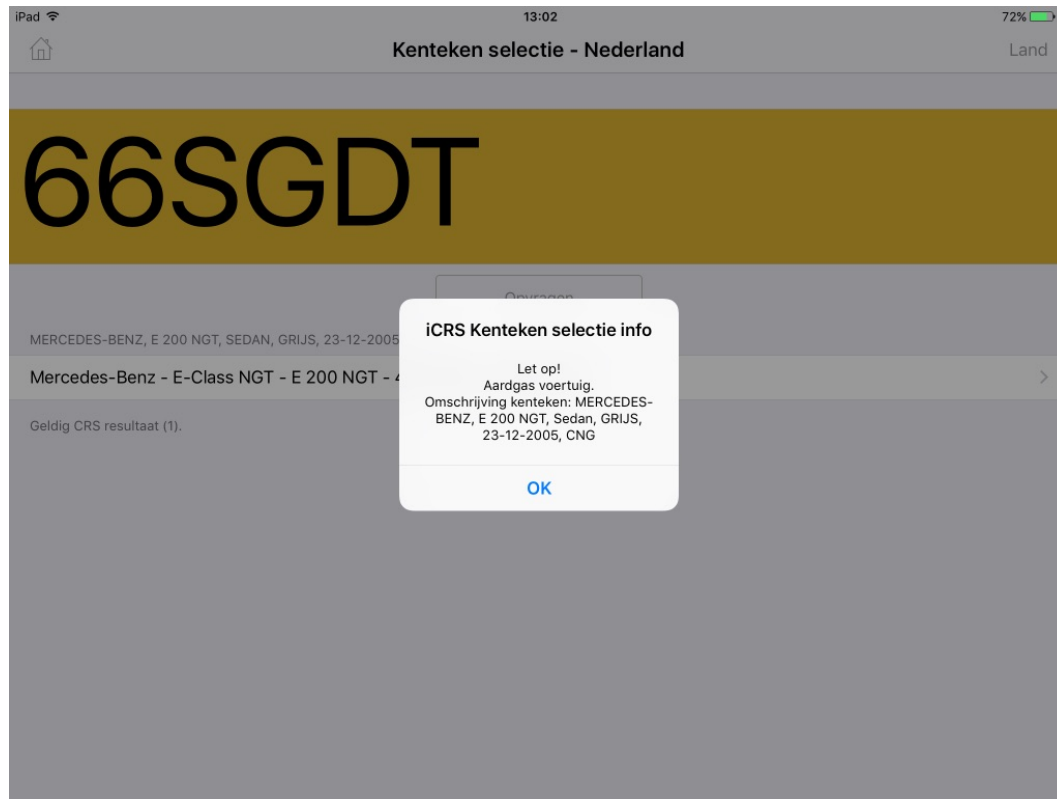 iPad 13:02 72%
Kenteken selectie - Nederland Land
66SGDT
MERCEDES-BENZ, E 200 NGT, SEDAN, GRIJS, 23-12-2005
Mercedes-Benz - E-Class NGT - E 200 NGT -
Geldig CRS resultaat (1).
iCRS Kenteken selectie info
Let op!
Aardgas voertuig.
Omschrijving kenteken: MERCEDES-
BENZ, E 200 NGT, Sedan, GRIJS,
23-12-2005, CNG
OK